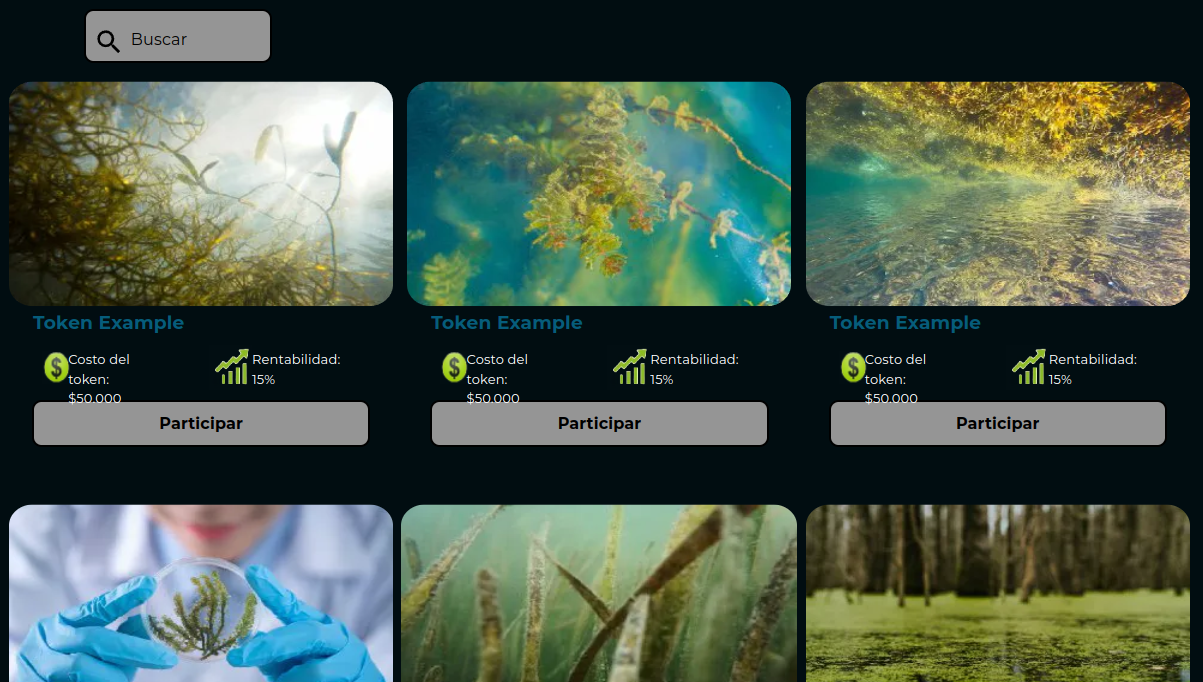 Buscar
Token Example
Costo del
token:
$50.000
Rentabilidad:
15%
Participar
Token Example
Costo del
token:
$50.000
Rentabilidad:
15%
Participar
Token Example
Costo del
token:
$50.000
Rentabilidad:
15%
Participar